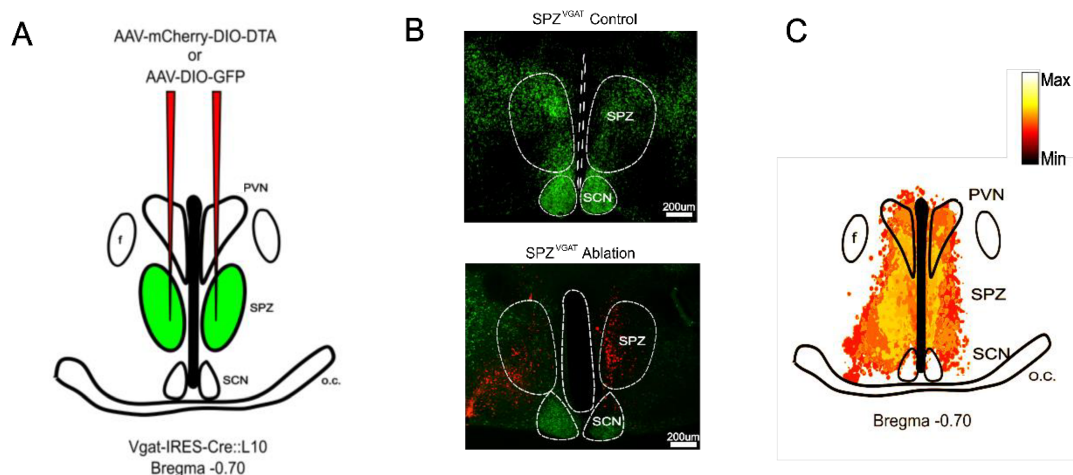 A
AAV-mCherry-DIO-DTA
or
AAV-DIO-GFP
PVN
f
SPZ
SCN
o.c.
Vgat-IRES-Cre::L10
Bregma -0.70
B
SPZ^VGAT Control
SPZ
SCN
200um
SPZ^VGAT Ablation
SPZ
SCN
200um
C
Max
Min
PVN
f
SPZ
SCN
o.c.
Bregma -0.70